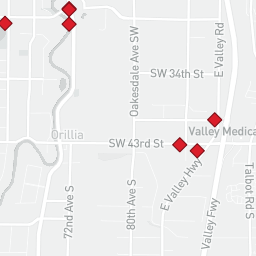 Oakesdale Ave SW
E Valley Rd
SW 34th St
Valley Medica
Orillia
SW 43rd St
E Valley Hwy
Talbot Rd S
72nd Ave S
80th Ave S
Valley Fwy